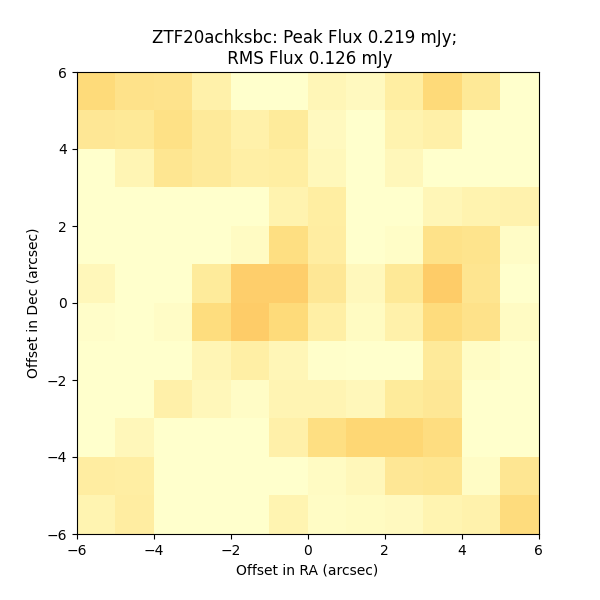 ZTF20achksbc: Peak Flux 0.219 mJy;
RMS Flux 0.126 mJy
6
4
2
0
−2
−4
−6
Offset in Dec (arcsec)
−6 −4 −2 0 2 4 6
Offset in RA (arcsec)